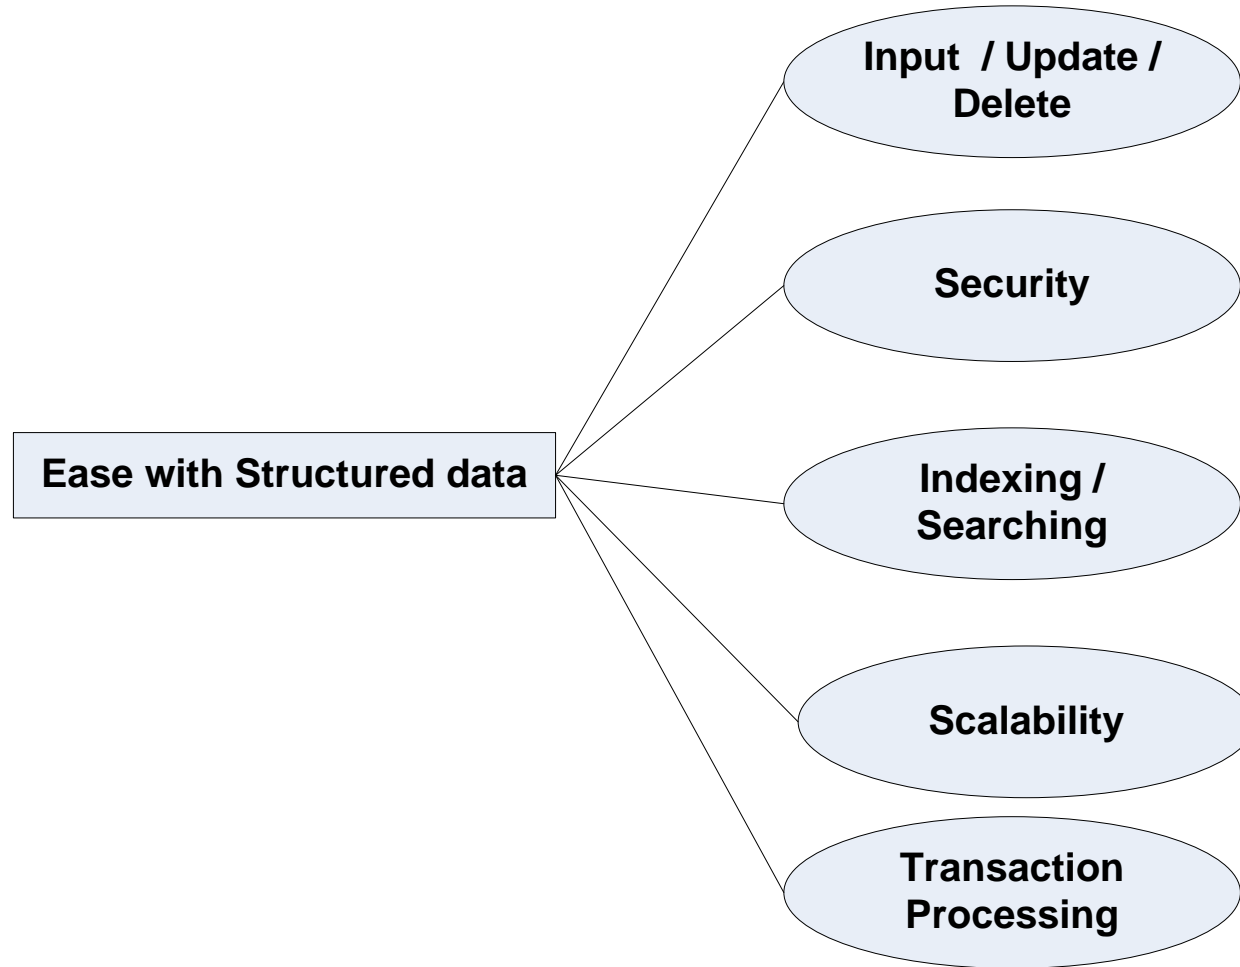 Input / Update /
Delete
Security
Ease with Structured data
Indexing /
Searching
Scalability
Transaction
Processing